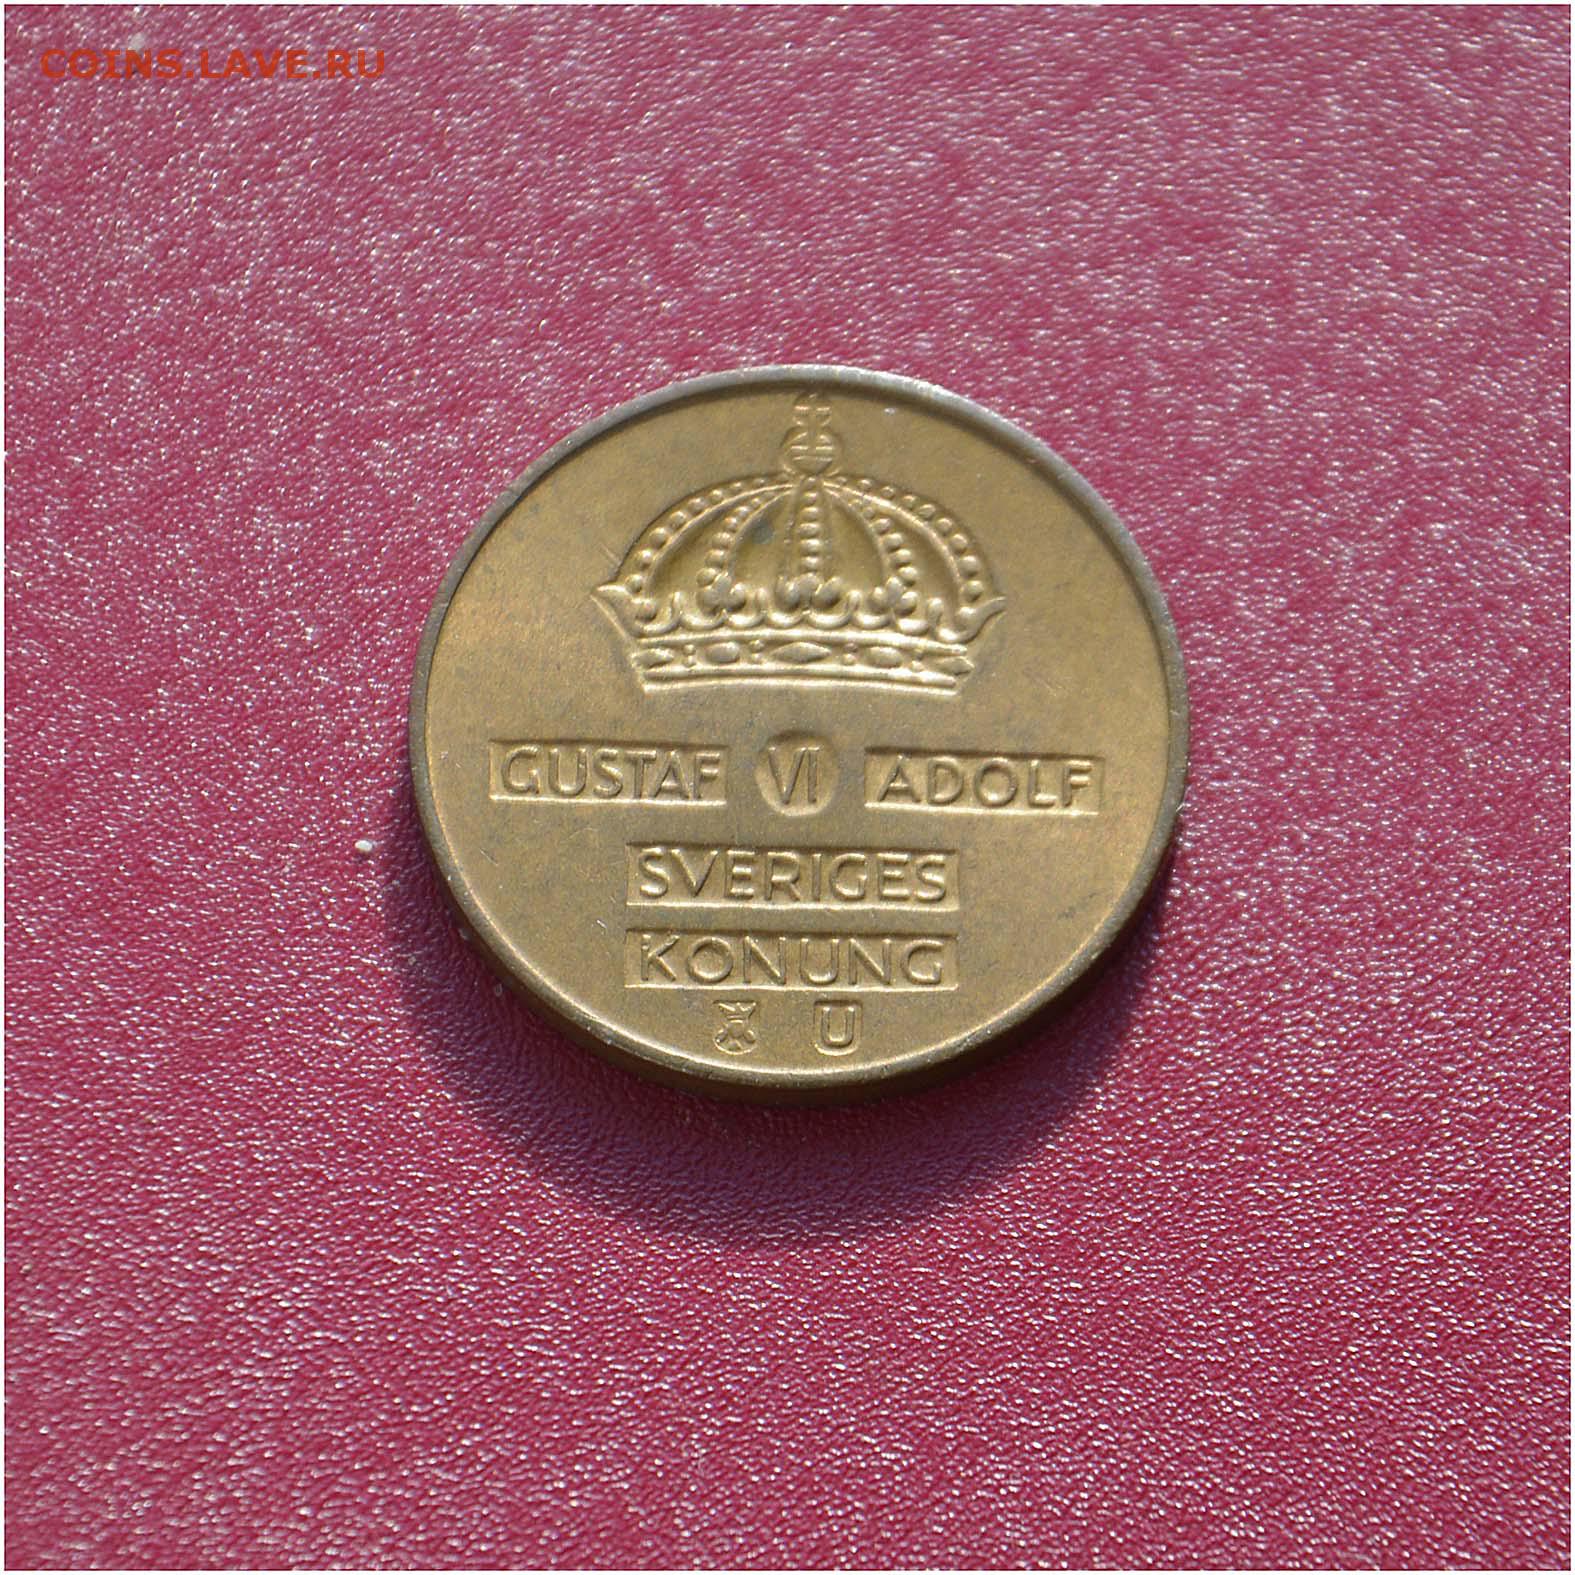 COINS.LAVE.RU
GUSTAF VI ADOLF
SVERIGES
KONUNG
U